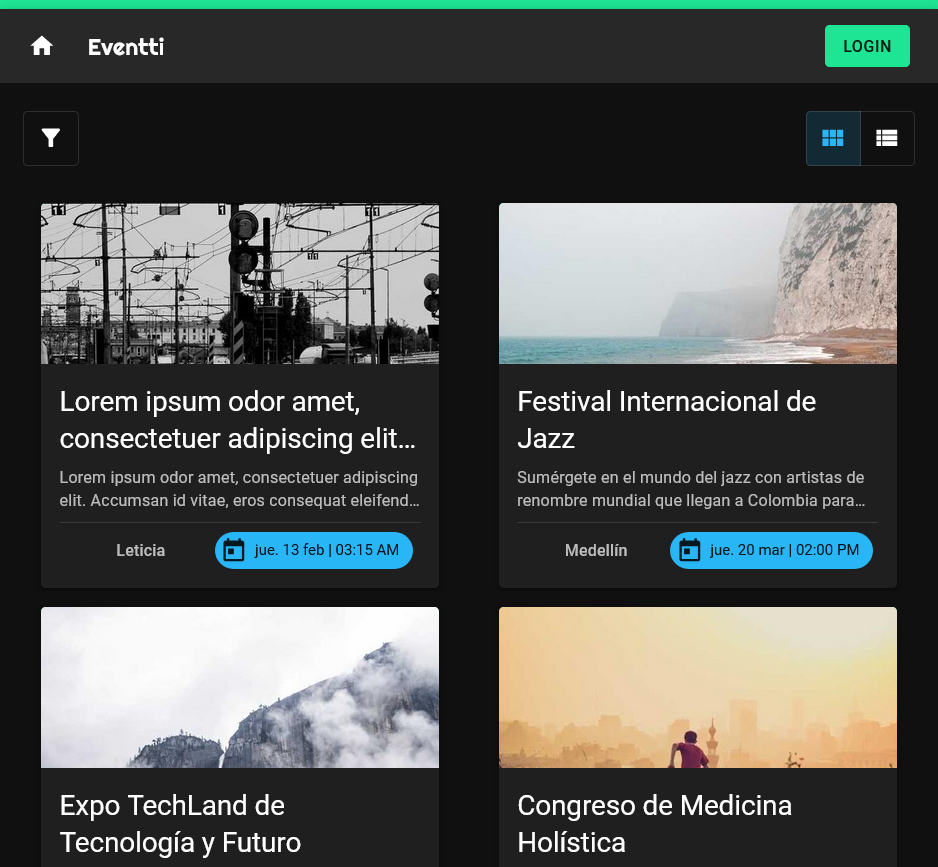 Eventti
LOGIN
Lorem ipsum odor amet,
consectetuer adipiscing elit...
Lorem ipsum odor amet, consectetuer adipiscing
elit. Accumsan id vitae, eros consequat eleifend...
Leticia
jue. 13 feb | 03:15 AM
Festival Internacional de
Jazz
Sumérgete en el mundo del jazz con artistas de
renombre mundial que llegan a Colombia para...
Medellín
jue. 20 mar | 02:00 PM
Expo TechLand de
Tecnología y Futuro
Congreso de Medicina
Holística